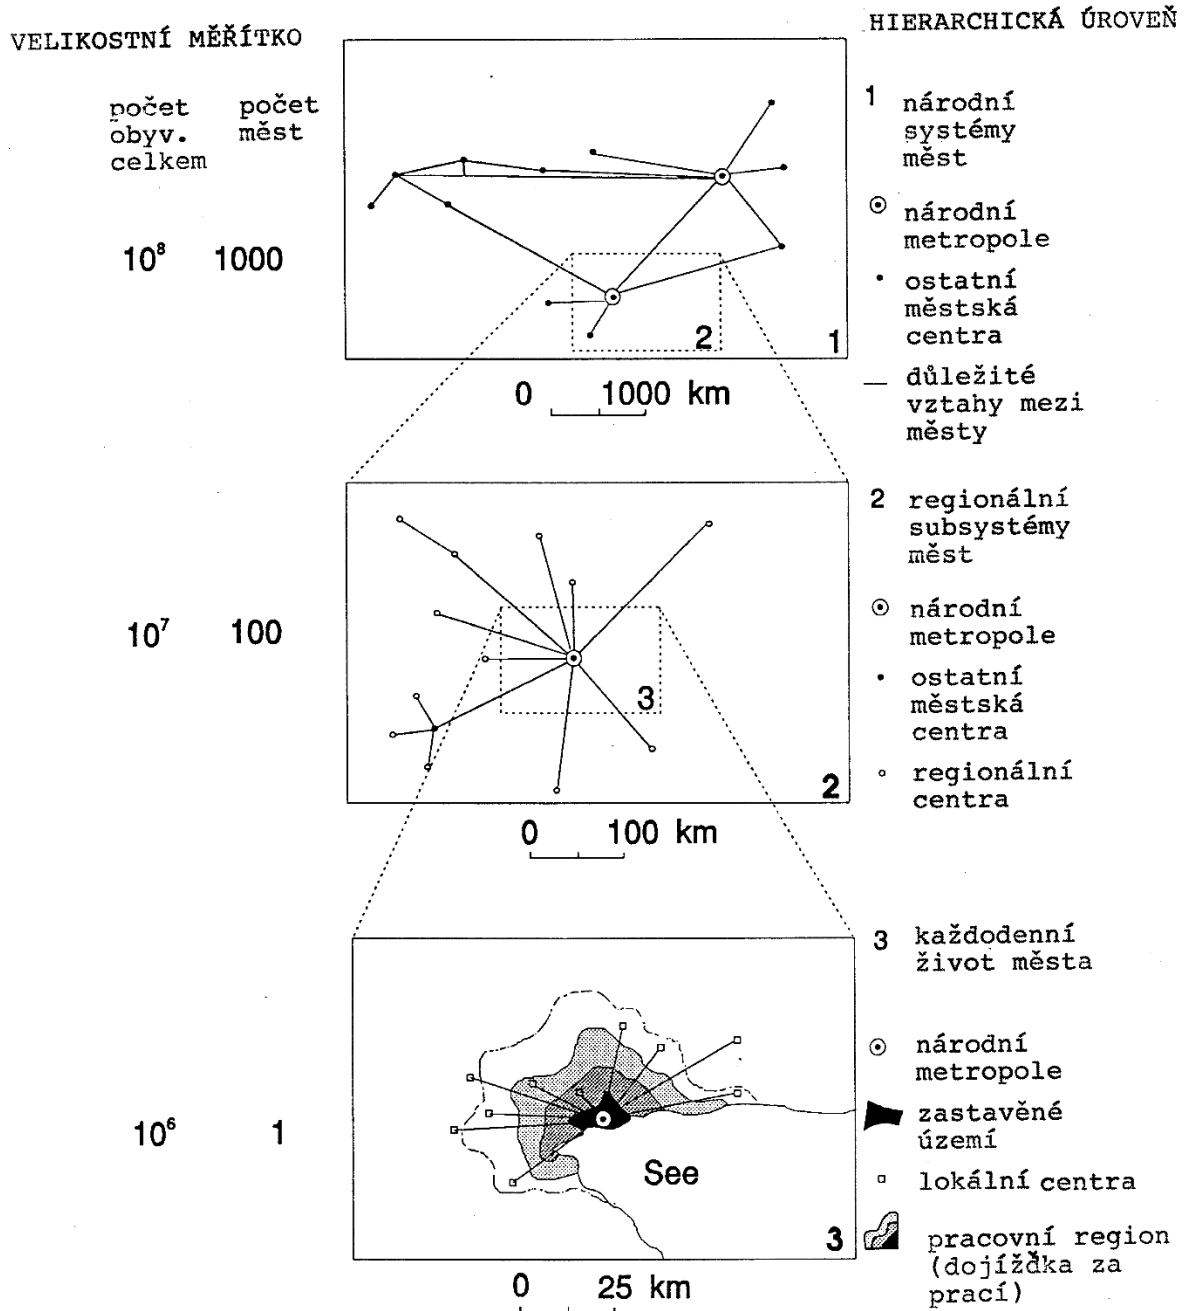 VELIKOSTNÍ MĚŘÍTKO
počet
obyv.
celkem
počet
měst
10⁸ 1000
2
1
0 1000 km
HIERARCHICKÁ ÚROVEŇ
1 národní
systémy
měst
národní
metropole
ostatní
městská
centra
důležité
vztahy mezi
městy
10⁷ 100
3
2
0 100 km
2 regionální
subsystémy
měst
národní
metropole
ostatní
městská
centra
regionální
centra
10⁶ 1
See
3
0 25 km
3 každodenní
život města
národní
metropole
zastavěné
území
lokální centra
pracovní region
(dojížďka za
prací)